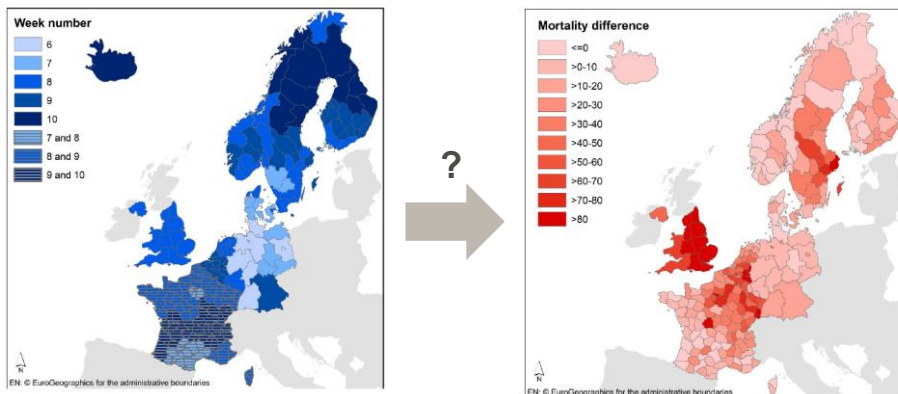 Week number
6
7
8
9
10
7 and 8
8 and 9
9 and 10
N
EN: © EuroGeographics for the administrative boundaries
?
Mortality difference
<=0
>0-10
>10-20
>20-30
>30-40
>40-50
>50-60
>60-70
>70-80
>80
N
EN: © EuroGeographics for the administrative boundaries